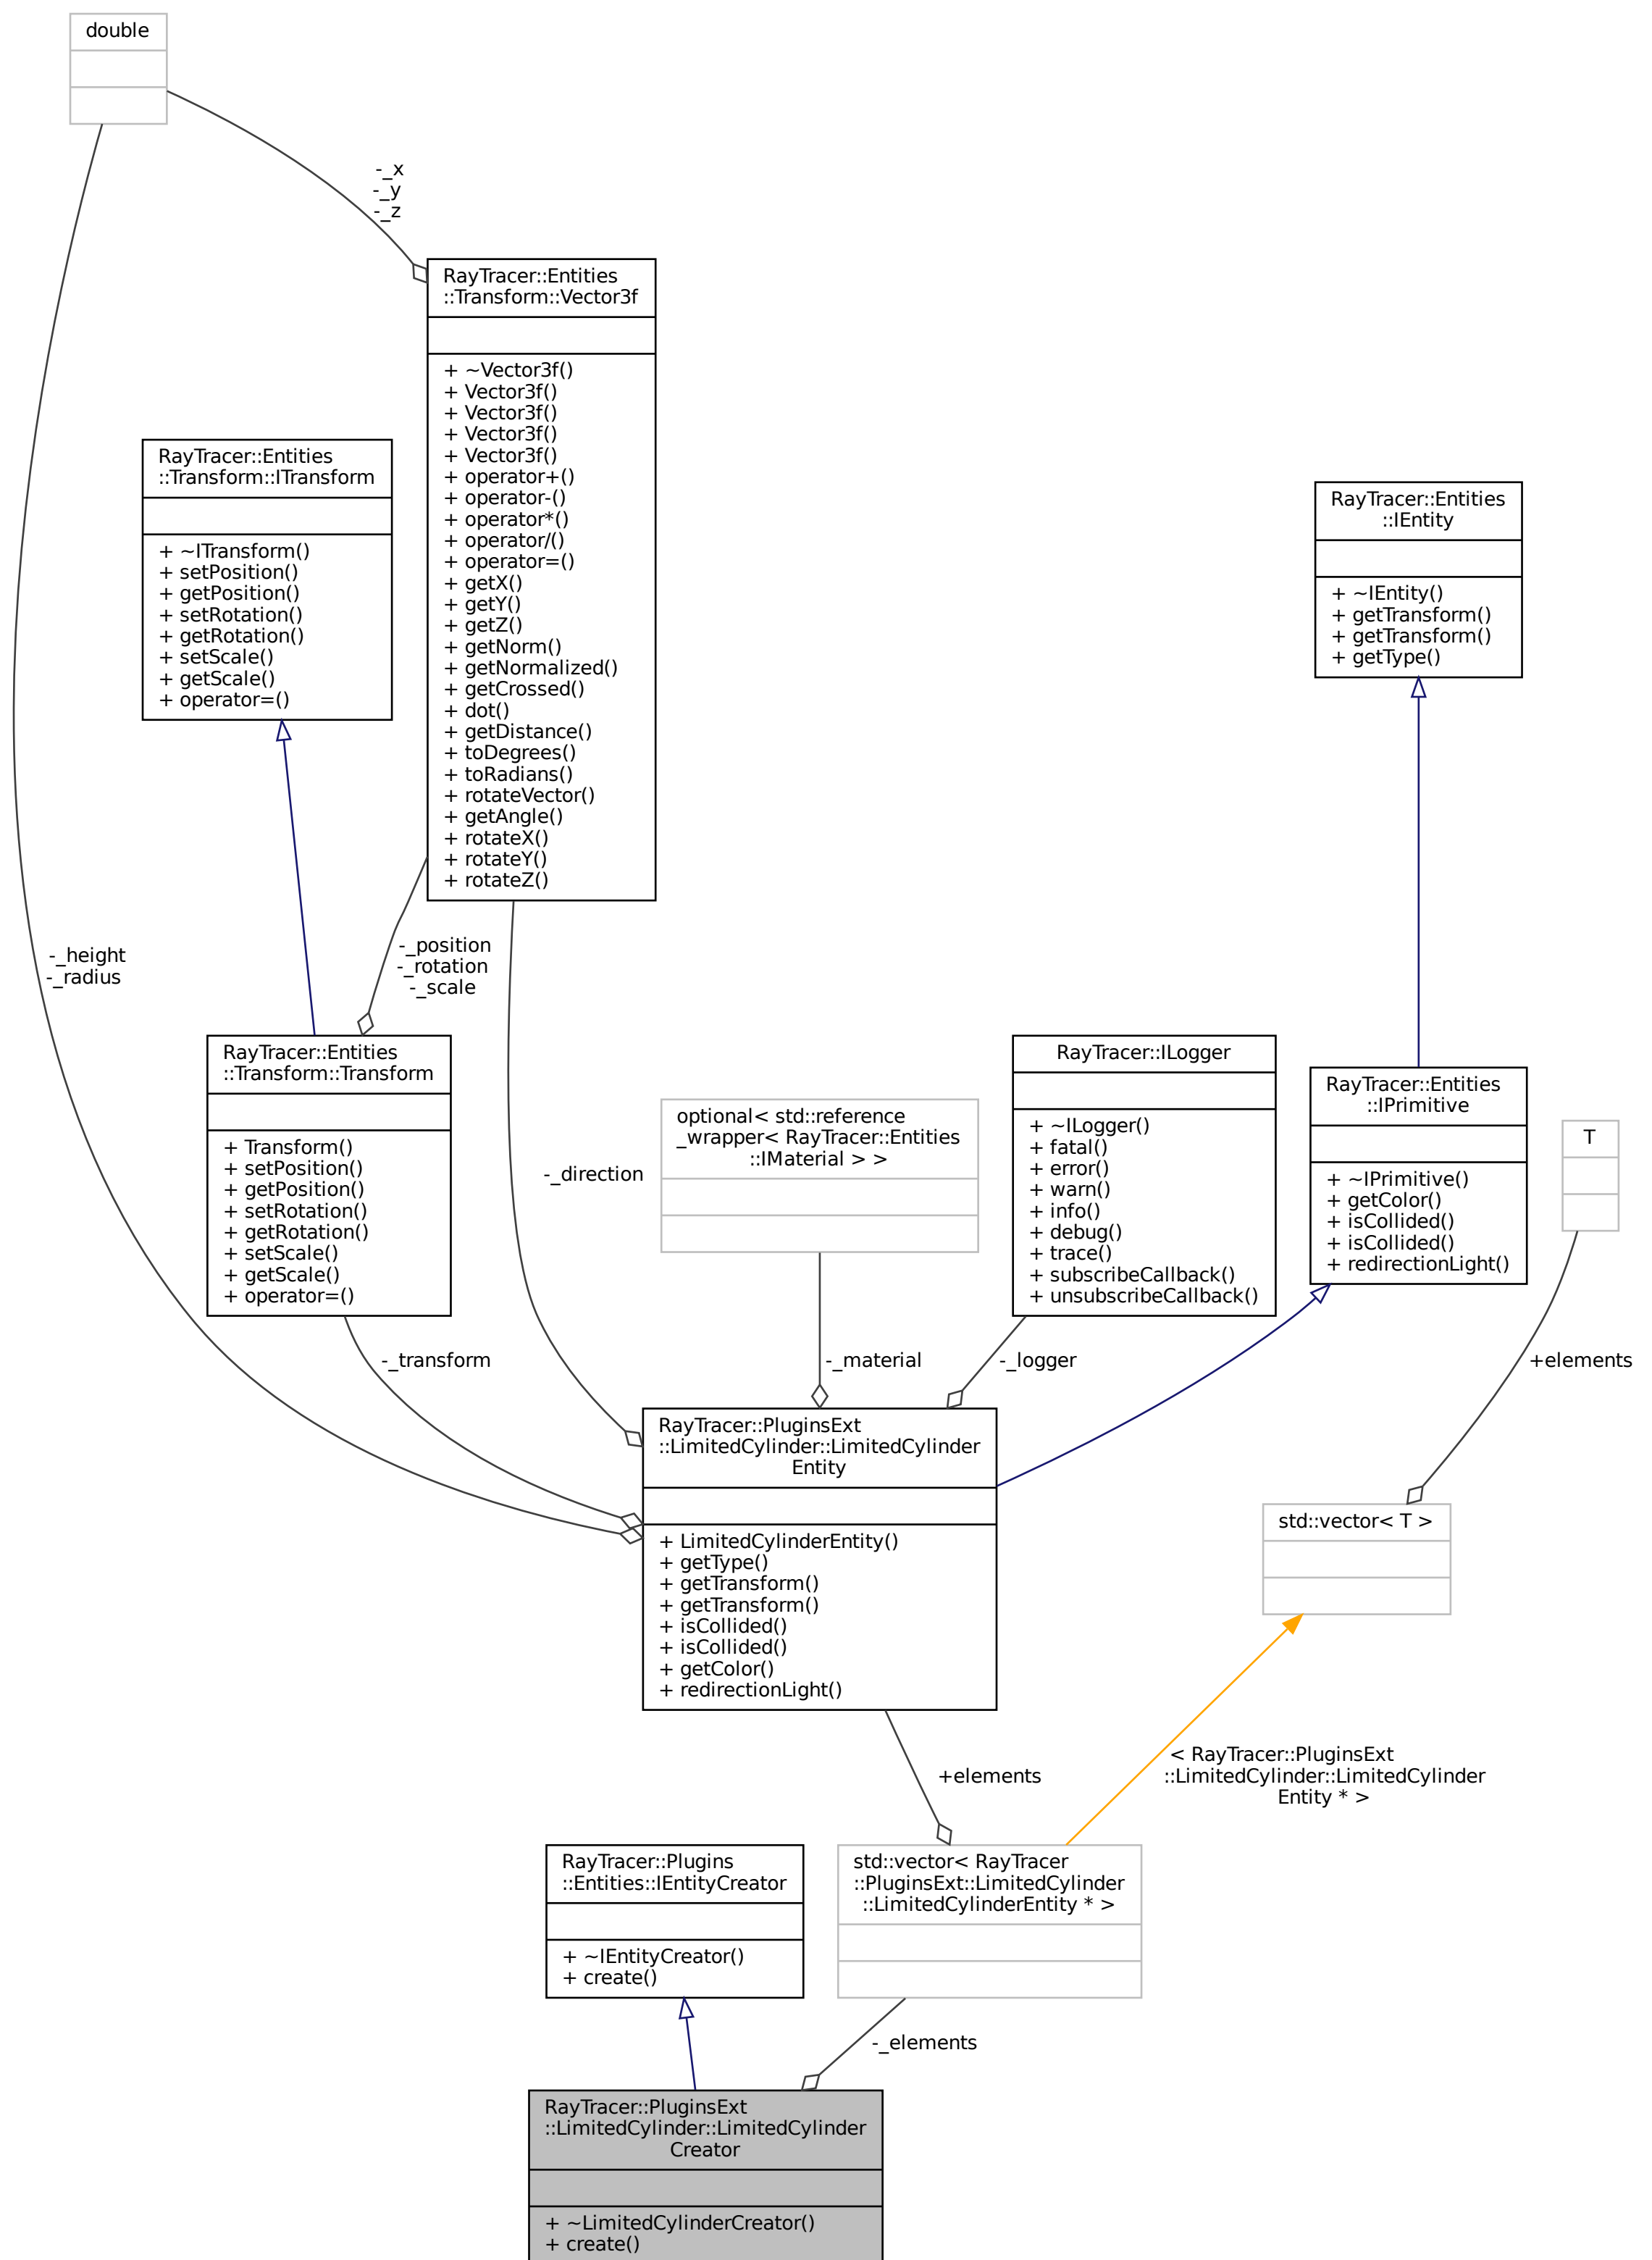 double
-_x
-_y
-_z
RayTracer::Entities
::Transform::Vector3f
+ ~Vector3f()
+ Vector3f()
+ Vector3f()
+ Vector3f()
+ Vector3f()
+ operator+()
+ operator-()
+ operator*()
+ operator/()
+ operator=()
+ getX()
+ getY()
+ getZ()
+ getNorm()
+ getNormalized()
+ getCrossed()
+ dot()
+ getDistance()
+ toDegrees()
+ toRadians()
+ rotateVector()
+ getAngle()
+ rotateX()
+ rotateY()
+ rotateZ()
RayTracer::Entities
::Transform::ITransform
+ ~ITransform()
+ setPosition()
+ getPosition()
+ setRotation()
+ getRotation()
+ setScale()
+ getScale()
+ operator=()
RayTracer::Entities
::IEntity
+ ~IEntity()
+ getTransform()
+ getTransform()
+ getType()
-_height
-_radius
-_position
-_rotation
-_scale
RayTracer::Entities
::Transform::Transform
+ Transform()
+ setPosition()
+ getPosition()
+ setRotation()
+ getRotation()
+ setScale()
+ getScale()
+ operator=()
-_direction
optional< std::reference
_wrapper< RayTracer::Entities
::IMaterial > >
RayTracer::ILogger
+ ~ILogger()
+ fatal()
+ error()
+ warn()
+ info()
+ debug()
+ trace()
+ subscribeCallback()
+ unsubscribeCallback()
RayTracer::Entities
::IPrimitive
+ ~IPrimitive()
+ getColor()
+ isCollided()
+ isCollided()
+ redirectionLight()
T
-_transform
-_material
-_logger
+elements
RayTracer::PluginsExt
::LimitedCylinder::LimitedCylinder
Entity
+ LimitedCylinderEntity()
+ getType()
+ getTransform()
+ getTransform()
+ isCollided()
+ isCollided()
+ getColor()
+ redirectionLight()
std::vector< T >
+elements
< RayTracer::PluginsExt
::LimitedCylinder::LimitedCylinder
Entity * >
RayTracer::Plugins
::Entities::IEntityCreator
+ ~IEntityCreator()
+ create()
std::vector< RayTracer
::PluginsExt::LimitedCylinder
::LimitedCylinderEntity * >
-_elements
RayTracer::PluginsExt
::LimitedCylinder::LimitedCylinder
Creator
+ ~LimitedCylinderCreator()
+ create()